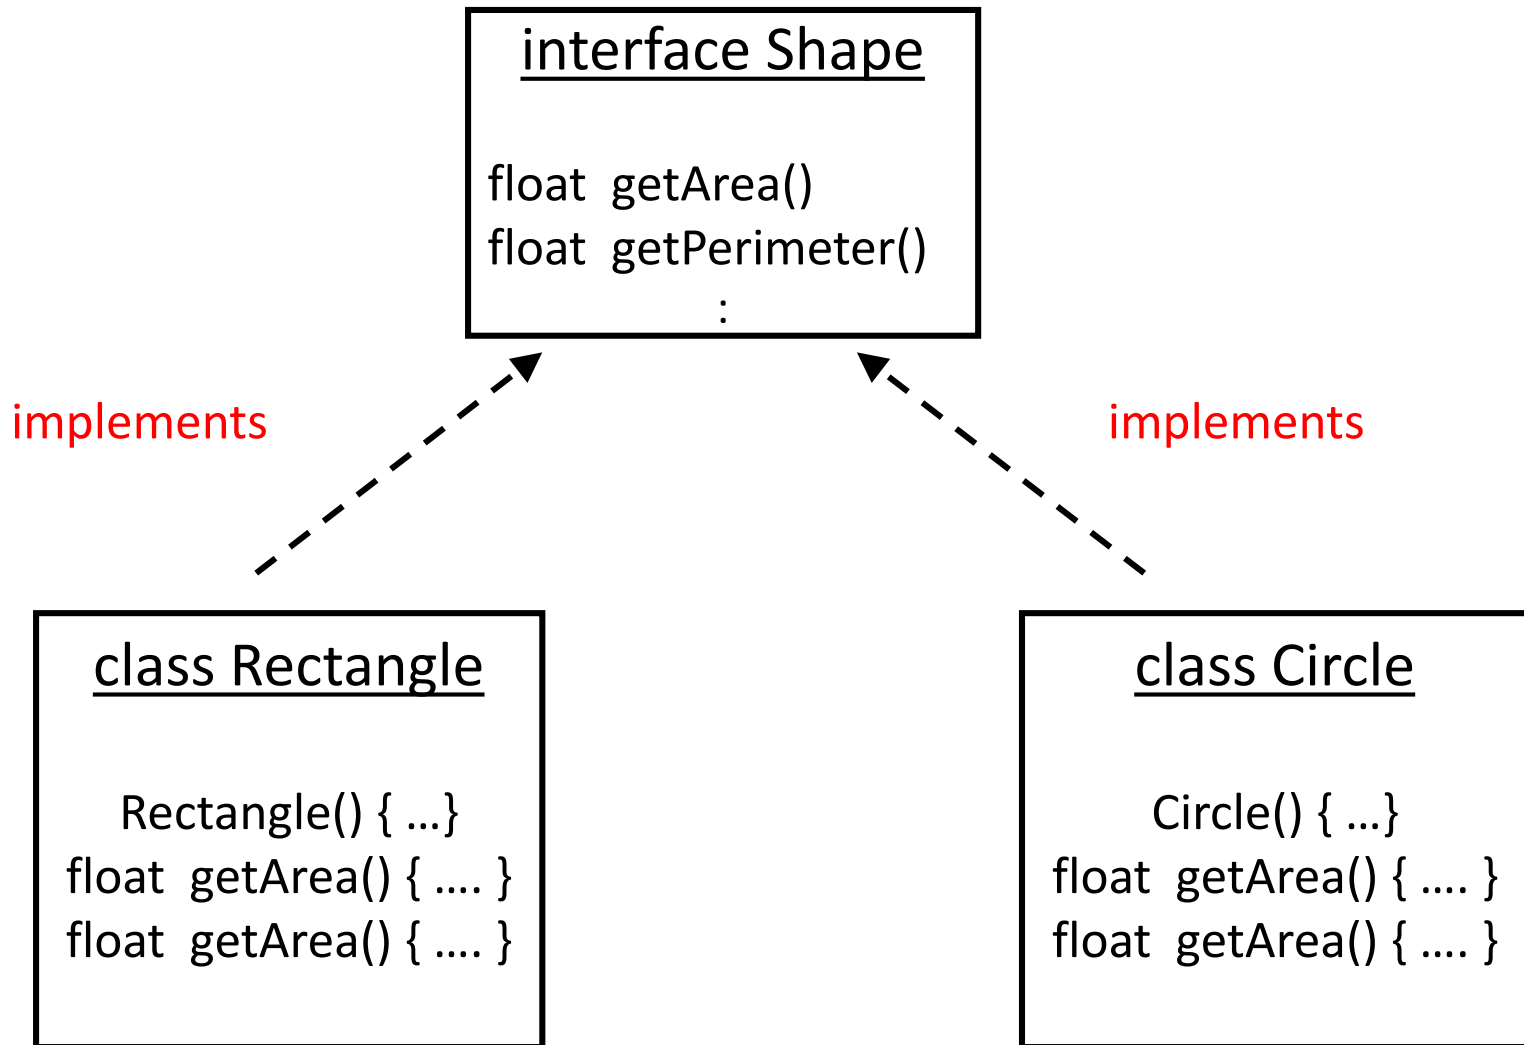 interface Shape
float getArea()
float getPerimeter()
:
implements
implements
class Rectangle
Rectangle() { ...}
float getArea() { .... }
float getArea() { .... }
class Circle
Circle() { ...}
float getArea() { .... }
float getArea() { .... }